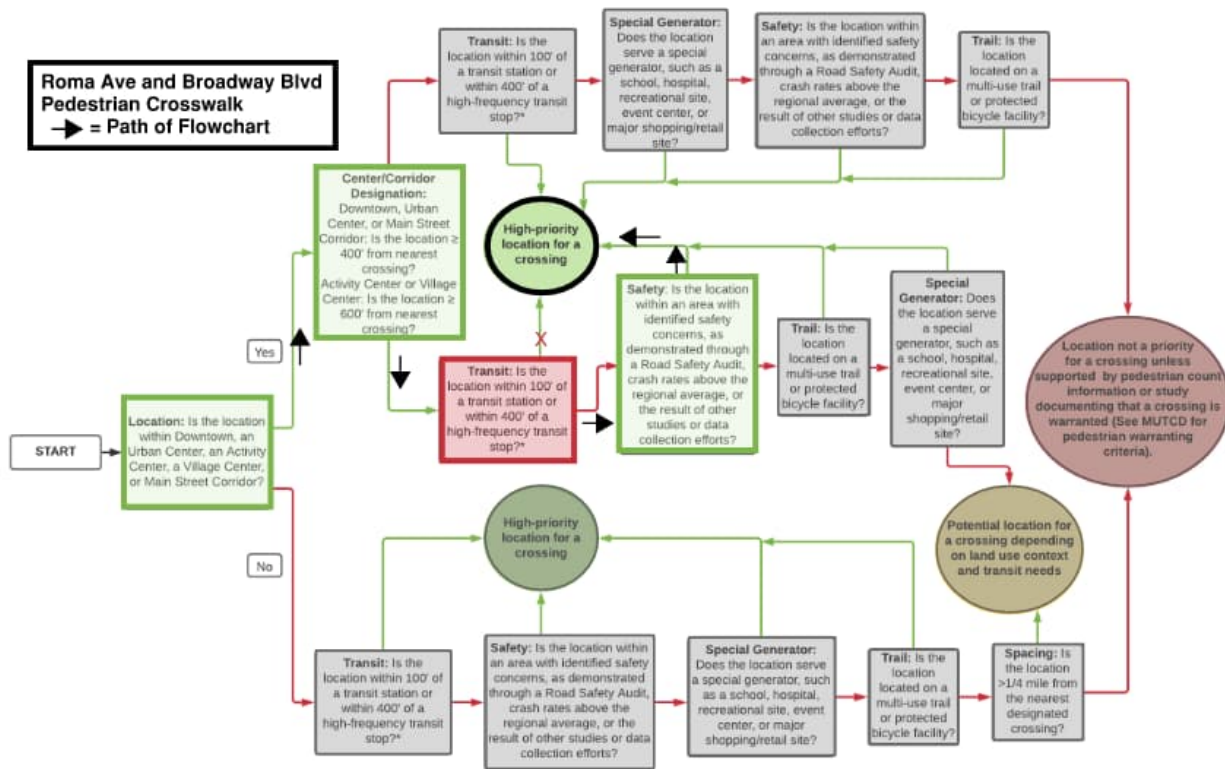 Roma Ave and Broadway Blvd
Pedestrian Crosswalk
= Path of Flowchart
Transit: Is the
location within 100' of
a transit station or
within 400' of a
high-frequency transit
stop?*
Special Generator:
Does the location
serve a special
generator, such as a
school, hospital,
recreational site,
event center, or
major shopping/retail
site?
Safety: Is the location within
an area with identified safety
concerns, as demonstrated
through a Road Safety Audit,
crash rates above the
regional average, or the
result of other studies or data
collection efforts?
Trail: Is the
location
located on a
multi-use trail
or protected
bicycle facility?
Center/Corridor
Designation:
Downtown, Urban
Center, or Main Street
Corridor: Is the location ≥
400' from nearest
crossing?
Activity Center or Village
Center: Is the location ≥
600' from nearest
crossing?
High-priority
location for a
crossing
Safety: Is the location
within an area with
identified safety
concerns, as
demonstrated through
a Road Safety Audit,
crash rates above the
regional average, or
the result of other
studies or data
collection efforts?
Trail: Is the
location
located on a
multi-use trail
or protected
bicycle facility?
Special
Generator: Does
the location serve
a special
generator, such as
a school, hospital,
recreational site,
event center, or
major
shopping/retail
site?
Location not a priority
for a crossing unless
supported by pedestrian count
information or study
documenting that a crossing is
warranted (See MUTCD for
pedestrian warranting
criteria).
Yes
X
Transit: Is the
location within 100' of
a transit station or
within 400' of a
high-frequency transit
stop?*
START
Location: Is the location
within Downtown, an
Urban Center, an Activity
Center, a Village Center,
or Main Street Corridor?
No
High-priority
location for a
crossing
Potential location for
a crossing depending
on land use context
and transit needs
Transit: Is the
location within 100' of
a transit station or
within 400' of a
high-frequency transit
stop?*
Safety: Is the location within
an area with identified safety
concerns, as demonstrated
through a Road Safety Audit,
crash rates above the
regional average, or the
result of other studies or data
collection efforts?
Special Generator:
Does the location serve
a special generator, such
as a school, hospital,
recreational site, event
center, or major
shopping/retail site?
Trail: Is the
location
located on a
multi-use trail
or protected
bicycle facility?
Spacing: Is
the location
>1/4 mile from
the nearest
designated
crossing?